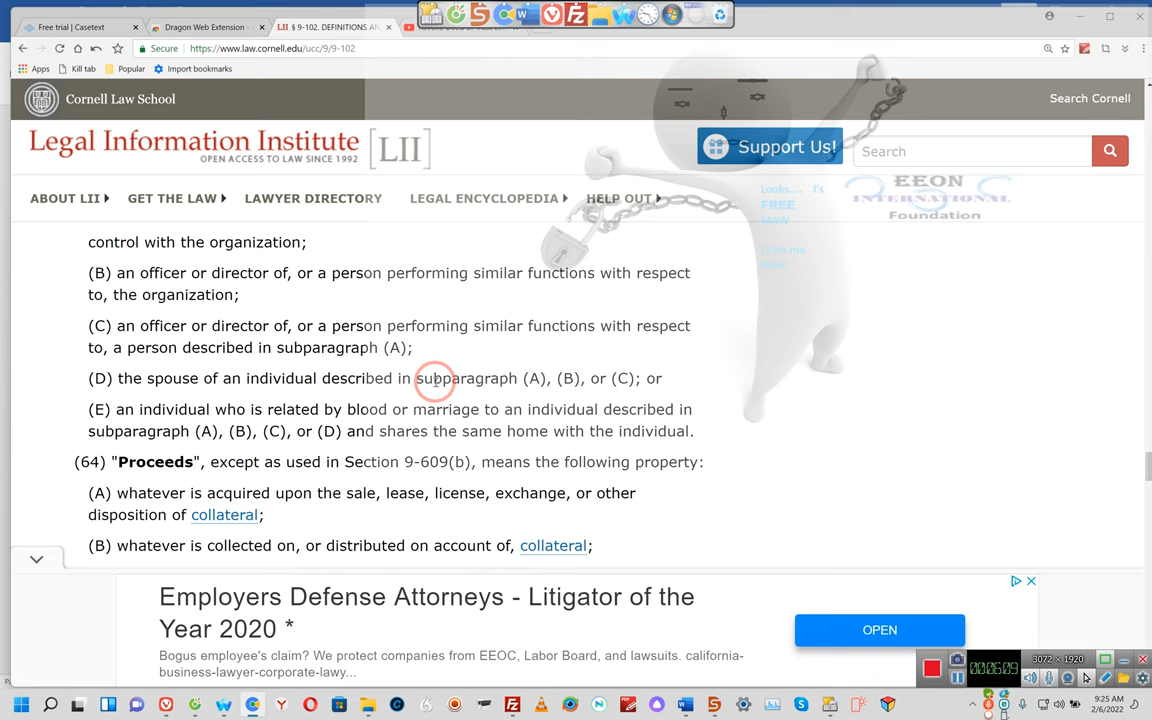 Free trial | Casetext
Dragon Web Extension -
LII § 9-102. DEFINITIONS AN
Secure
https://www.law.cornell.edu/ucc/9/9-102
Apps
Kill tab
Popular
Import bookmarks
Cornell Law School
Search Cornell
Legal Information Institute [LII]
OPEN ACCESS TO LAW SINCE 1992
Support Us!
Search
EEON
INTERNATIONAL
Foundation
Looks.... I's
FREE
ABOUT LII
GET THE LAW
LAWYER DIRECTORY
LEGAL ENCYCLOPEDIA
HELP OUT
control with the organization;
(B) an officer or director of, or a person performing similar functions with respect
to, the organization;
(C) an officer or director of, or a person performing similar functions with respect
to, a person described in subparagraph (A);
(D) the spouse of an individual described in subparagraph (A), (B), or (C); or
(E) an individual who is related by blood or marriage to an individual described in
subparagraph (A), (B), (C), or (D) and shares the same home with the individual.
(64) "Proceeds", except as used in Section 9-609(b), means the following property:
(A) whatever is acquired upon the sale, lease, license, exchange, or other
disposition of collateral;
(B) whatever is collected on, or distributed on account of, collateral;
Employers Defense Attorneys - Litigator of the
Year 2020 *
OPEN
Bogus employee's claim? We protect companies from EEOC, Labor Board, and lawsuits. california-
business-lawyer-corporate-law...
00:06:09
3072 × 1920
9:25 AM
2/6/2022